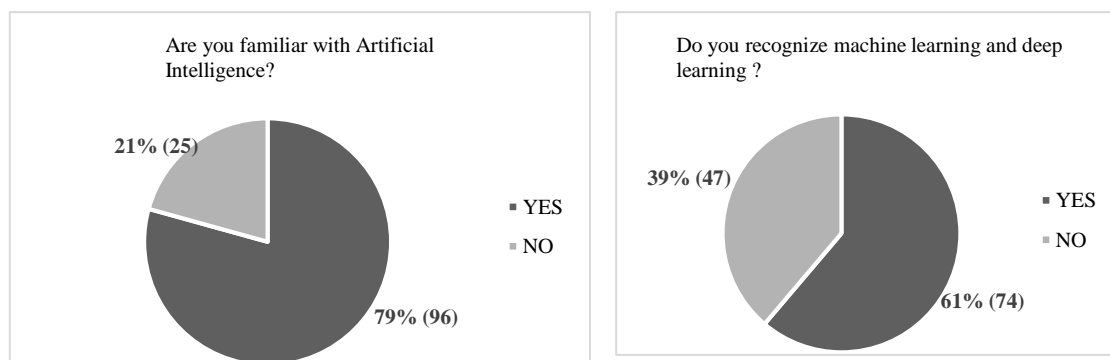 Are you familiar with Artificial
Intelligence?
21% (25)
79% (96)
YES
NO
Do you recognize machine learning and deep
learning ?
39% (47)
61% (74)
YES
NO